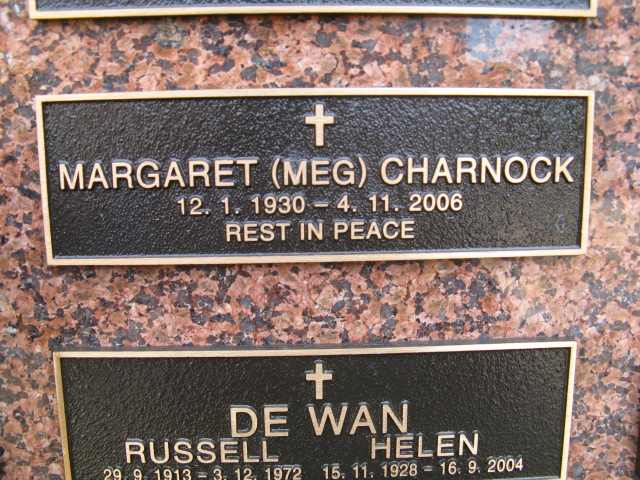 MARGARET (MEG) CHARNOCK
12. 1. 1930 – 4. 11. 2006
REST IN PEACE
DE WAN
RUSSELL HELEN
29. 9. 1913 – 3. 12. 1972 15. 11. 1928 – 16. 9. 2004